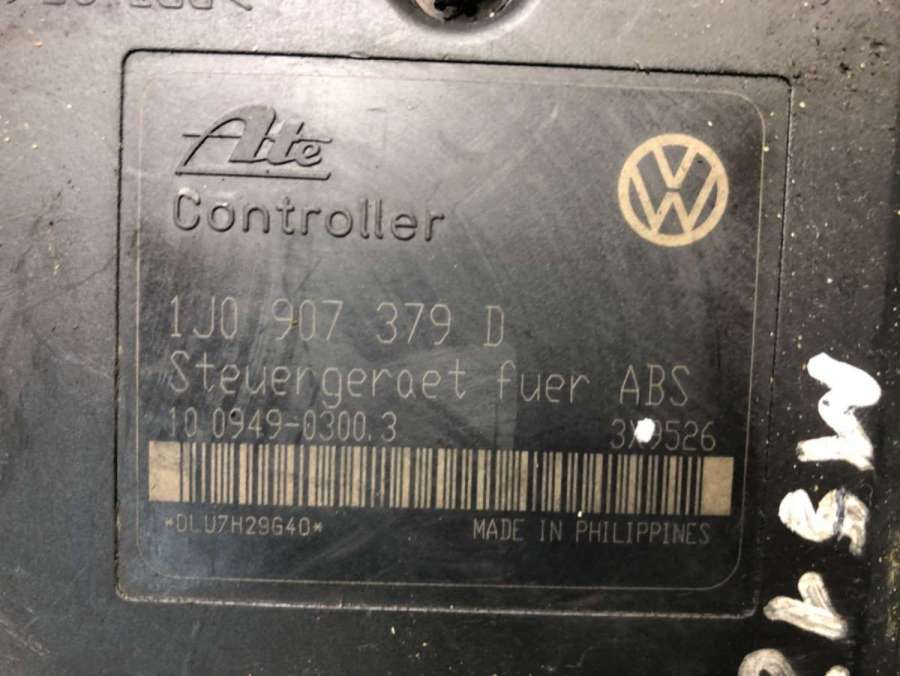 Ate
Controller
1J0 907 379 D
Steuergeraet fuer ABS
10.0949-0300.3
*DLU7H29G40*
MADE IN PHILIPPINES